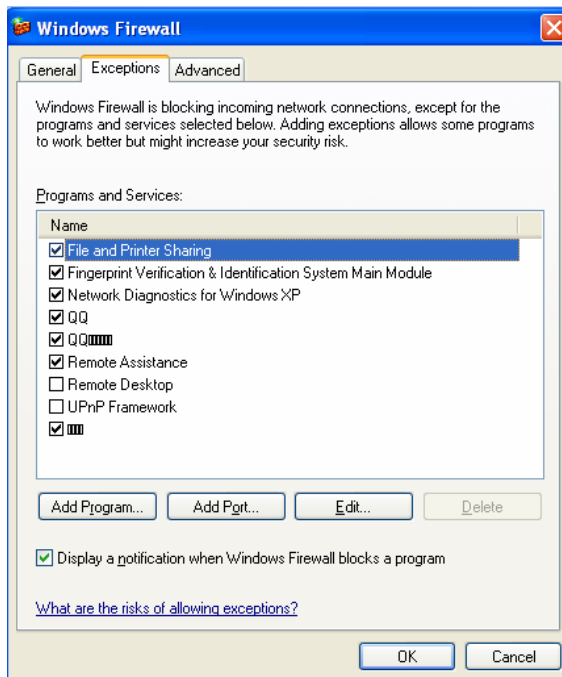 Windows Firewall
General Exceptions Advanced
Windows Firewall is blocking incoming network connections, except for the
programs and services selected below. Adding exceptions allows some programs
to work better but might increase your security risk.
Programs and Services:
Name
File and Printer Sharing
Fingerprint Verification & Identification System Main Module
Network Diagnostics for Windows XP
QQ
QQ
Remote Assistance
Remote Desktop
UPnP Framework
Add Program... Add Port... Edit... Delete
Display a notification when Windows Firewall blocks a program
What are the risks of allowing exceptions?
OK Cancel